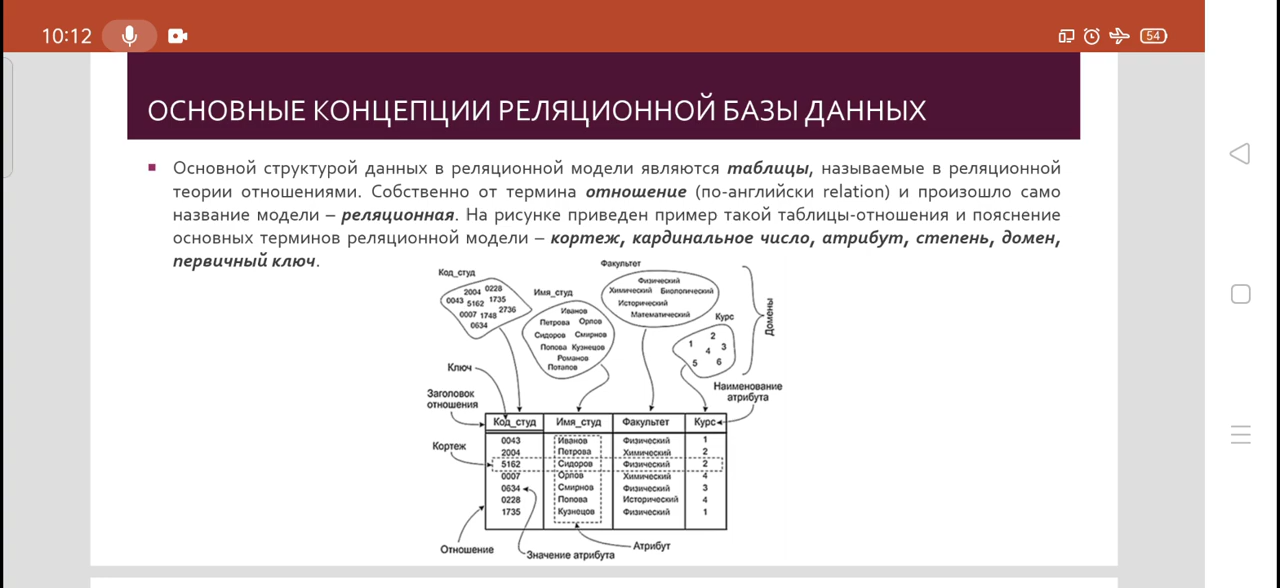 10:12
54
ОСНОВНЫЕ КОНЦЕПЦИИ РЕЛЯЦИОННОЙ БАЗЫ ДАННЫХ
Основной структурой данных в реляционной модели являются таблицы, называемые в реляционной
теории отношениями. Собственно от термина отношение (по-английски relation) и произошло само
название модели – реляционная. На рисунке приведен пример такой таблицы-отношения и пояснение
основных терминов реляционной модели – кортеж, кардинальное число, атрибут, степень, домен,
первичный ключ.
Код_студ
2004 0228
0043 5162 1735
0007 1748 2736
0634
Имя_студ
Иванов
Петрова Орлов
Сидоров Смирнов
Попова Кузнецов
Романов
Потапов
Факультет
Физический
Химический Биологический
Исторический
Математический
Курс
2
1 4 3
5 6
Домены
Ключ
Заголовок
отношения
Наименование
атрибута
Код_студ Имя_студ Факультет Курс
0043 Иванов Физический 1
2004 Петрова Химический 2
Кортеж
5162 Сидоров Физический 2
0007 Орлов Химический 4
0634 Смирнов Физический 3
0228 Попова Исторический 4
1735 Кузнецов Физический 1
Отношение
Значение атрибута
Атрибут